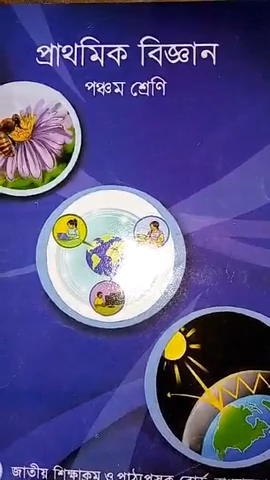 প্রাথমিক বিজ্ঞান
পঞ্চম শ্রেণি
জাতীয় শিক্ষাক্রম ও পাঠ্যপুস্তক বোর্ড